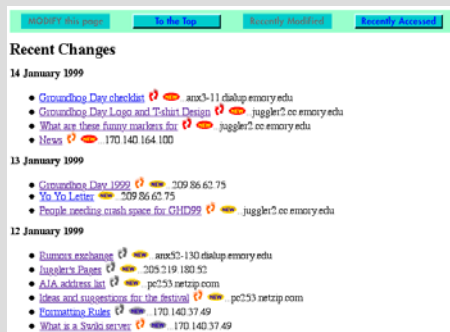 MODIFY this page To the Top Recently Modified Recently Accessed
Recent Changes
14 January 1999
Groundhog Day checklist NEW ...anx3-11.dialup.emory.edu
Groundhog Day Logo and T-shirt Design NEW ...juggler2.cc.emory.edu
What are these funny markers for NEW ...juggler2.cc.emory.edu
News NEW ...170.140.164.100
13 January 1999
Groundhog Day 1999 NEW ...209.86.62.75
Yo Yo Letter NEW ...209.86.62.75
People needing crash space for GHD99 NEW ...juggler2.cc.emory.edu
12 January 1999
Rumors exchange NEW ...anx52-130.dialup.emory.edu
Juggler's Pages NEW ...205.219.180.52
AJA address list NEW ...pc253.netzip.com
Ideas and suggestions for the festival NEW ...pc253.netzip.com
Formatting Rules NEW ...170.140.37.49
What is a Swiki server NEW ...170.140.37.49